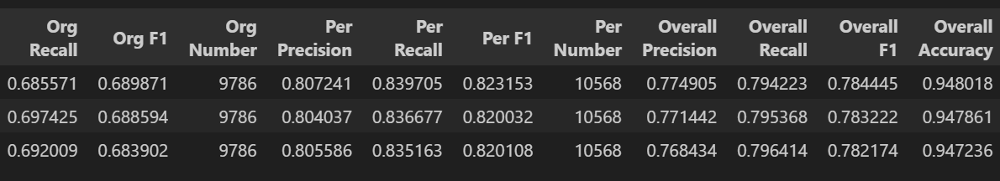 Org Recall Org F1 Org Number Per Precision Per Recall Per F1 Per Number Overall Precision Overall Recall Overall F1 Overall Accuracy
0.685571 0.689871 9786 0.807241 0.839705 0.823153 10568 0.774905 0.794223 0.784445 0.948018
0.697425 0.688594 9786 0.804037 0.836677 0.820032 10568 0.771442 0.795368 0.783222 0.947861
0.692009 0.683902 9786 0.805586 0.835163 0.820108 10568 0.768434 0.796414 0.782174 0.947236